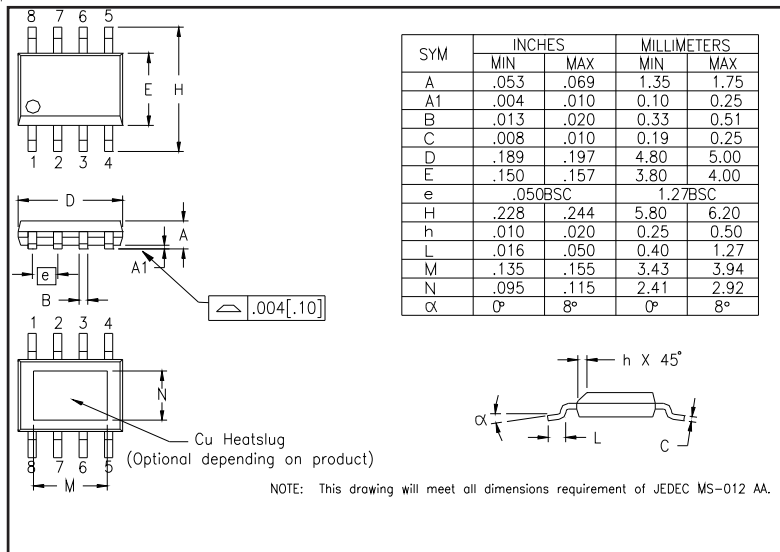 8 7 6 5
E H
1 2 3 4
D
A
A1
e
B
.004[.10]
1 2 3 4
N
Cu Heatslug
(Optional depending on product)
8 7 6 5
M
SYM INCHES MILLIMETERS
MIN MAX MIN MAX
A .053 .069 1.35 1.75
A1 .004 .010 0.10 0.25
B .013 .020 0.33 0.51
C .008 .010 0.19 0.25
D .189 .197 4.80 5.00
E .150 .157 3.80 4.00
e .050BSC 1.27BSC
H .228 .244 5.80 6.20
h .010 .020 0.25 0.50
L .016 .050 0.40 1.27
M .135 .155 3.43 3.94
N .095 .115 2.41 2.92
α 0° 8° 0° 8°
h X 45°
α
L
C
NOTE: This drawing will meet all dimensions requirement of JEDEC MS-012 AA.